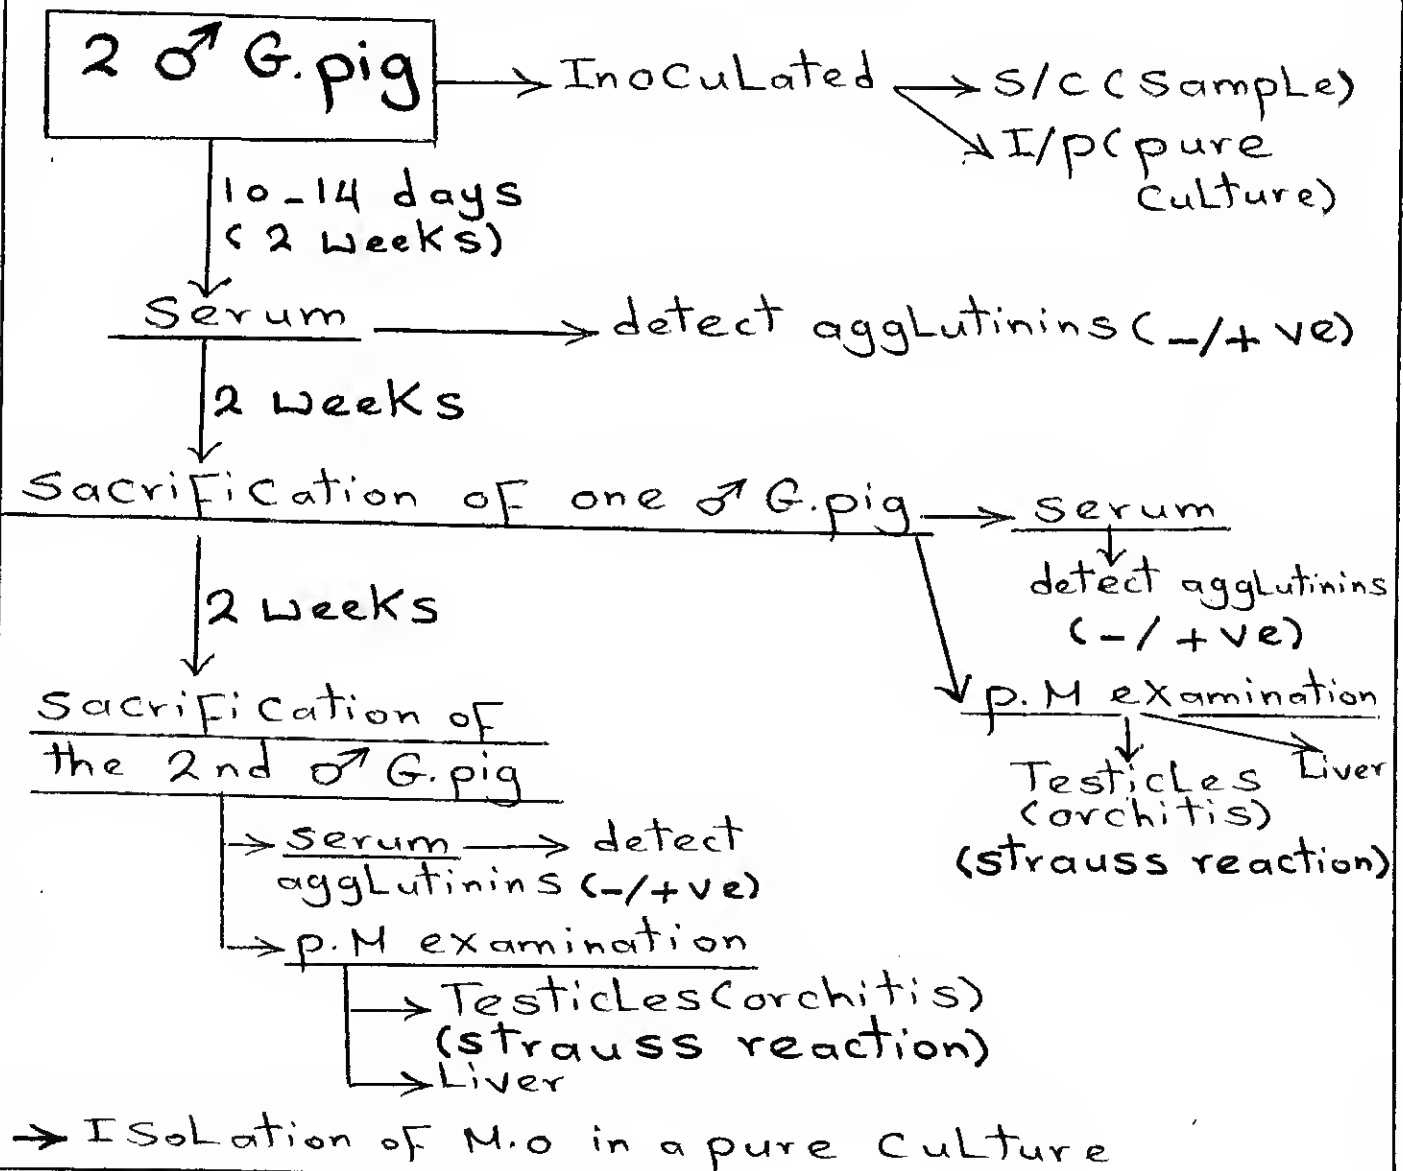 2 ♂ G.pig → Inoculated → S/C (Sample)
→ I/p (pure
culture)
10-14 days
(2 weeks)
Serum → detect agglutinins (-/+ ve)
2 weeks
Sacrification of one ♂ G.pig → serum
detect agglutinins
(-/ +ve)
2 weeks
p.M examination
Testicles
Liver
(orchitis)
(strauss reaction)
Sacrification of
the 2nd ♂ G.pig
→ serum → detect
agglutinins (-/+ve)
→ p.M examination
→ Testicles (orchitis)
(strauss reaction)
→ Liver
→ Isolation of M.o in a pure culture